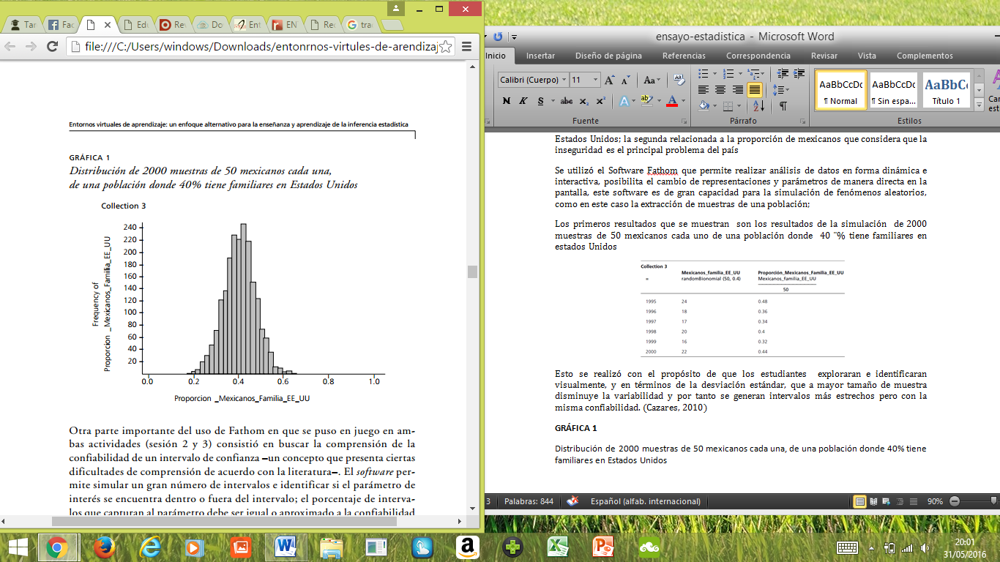 Tar
Fac
Edu
Rev
Do
Ent
EN
Rec
tra
file:///C:/Users/windows/Downloads/entonrnos-virtules-de-arendizaj
Entornos virtuales de aprendizaje: un enfoque alternativo para la enseñanza y aprendizaje de la inferencia estadística
GRÁFICA 1
Distribución de 2000 muestras de 50 mexicanos cada una,
de una población donde 40% tiene familiares en Estados Unidos
Collection 3
Frequency of
Proporcion _Mexicanos_Familia_EE_UU
240
220
200
180
160
140
120
100
80
60
40
20
0.0 0.2 0.4 0.6 0.8 1.0
Proporcion _Mexicanos_Familia_EE_UU
Otra parte importante del uso de Fathom en que se puso en juego en am-
bas actividades (sesión 2 y 3) consistió en buscar la comprensión de la
confiabilidad de un intervalo de confianza –un concepto que presenta ciertas
dificultades de comprensión de acuerdo con la literatura–. El software per-
mite simular un gran número de intervalos e identificar si el parámetro de
interés se encuentra dentro o fuera del intervalo; el porcentaje de interva-
los que capturan al parámetro debe ser igual o aproximado a la confiabilidad
ensayo-estadistica - Microsoft Word
Inicio Insertar Diseño de página Referencias Correspondencia Revisar Vista Complementos
Calibri (Cuerpo) 11
N K S abc x₂ x² A ab A
AaBbCcDc AaBbCcDc AaBbCc
¶ Normal ¶ Sin espa... Título 1
Fuente Párrafo Estilos
Estados Unidos; la segunda relacionada a la proporción de mexicanos que considera que la
inseguridad es el principal problema del país
Se utilizó el Software Fathom que permite realizar análisis de datos en forma dinámica e
interactiva, posibilita el cambio de representaciones y parámetros de manera directa en la
pantalla, este software es de gran capacidad para la simulación de fenómenos aleatorios,
como en este caso la extracción de muestras de una población;
Los primeros resultados que se muestran son los resultados de la simulación de 2000
muestras de 50 mexicanos cada uno de una población donde 40 ¨% tiene familiares en
estados Unidos
Collection 3
Mexicanos_familia_EE_UU Proporción_Mexicanos_Familia_EE_UU
= randomBionomial (50, 0.4) Mexicanos_familia_EE_UU
50
1995 24 0.48
1996 18 0.36
1997 17 0.34
1998 20 0.4
1999 16 0.32
2000 22 0.44
Esto se realizó con el propósito de que los estudiantes exploraran e identificaran
visualmente, y en términos de la desviación estándar, que a mayor tamaño de muestra
disminuye la variabilidad y por tanto se generan intervalos más estrechos pero con la
misma confiabilidad. (Cazares, 2010)
GRÁFICA 1
Distribución de 2000 muestras de 50 mexicanos cada una, de una población donde 40% tiene
familiares en Estados Unidos
3 Palabras: 844 Español (alfab. internacional) 90%
20:01
31/05/2016